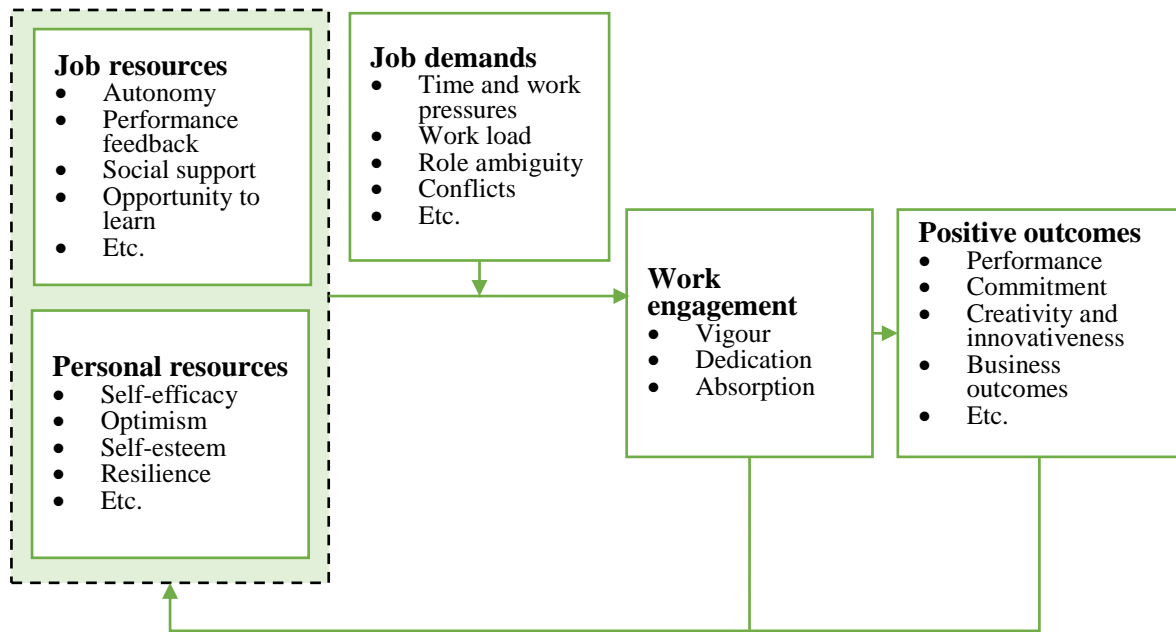 Job resources
• Autonomy
• Performance
feedback
• Social support
• Opportunity to
learn
• Etc.
Personal resources
• Self-efficacy
• Optimism
• Self-esteem
• Resilience
• Etc.
Job demands
• Time and work
pressures
• Work load
• Role ambiguity
• Conflicts
• Etc.
Work
engagement
• Vigour
• Dedication
• Absorption
Positive outcomes
• Performance
• Commitment
• Creativity and
innovativeness
• Business
outcomes
• Etc.